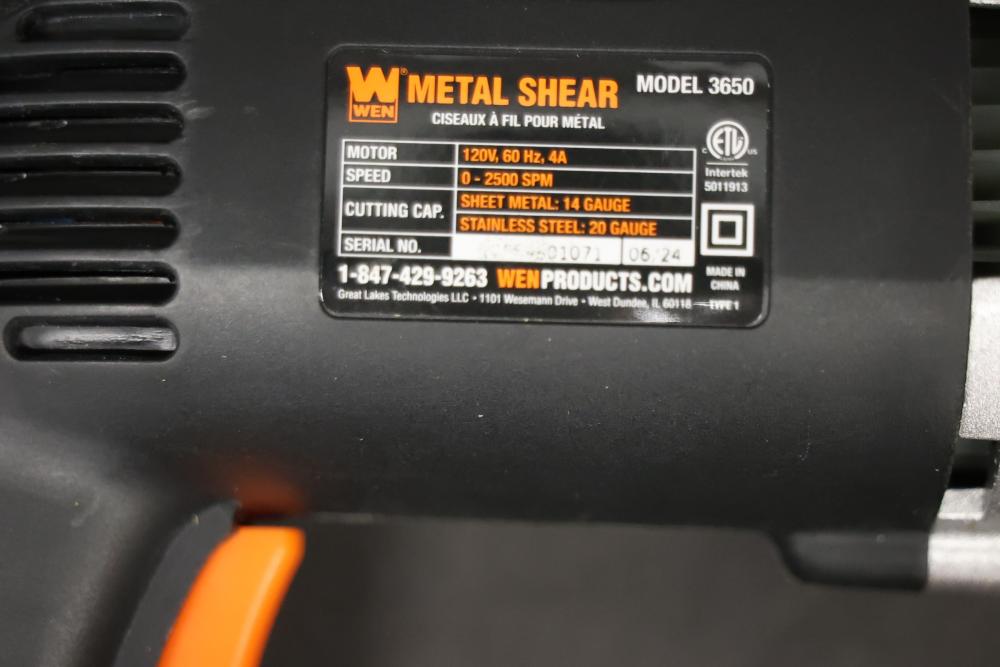 WEN® METAL SHEAR MODEL 3650
CISEAUX À FIL POUR MÉTAL
MOTOR 120V, 60 Hz, 4A
SPEED 0 - 2500 SPM
CUTTING CAP. SHEET METAL: 14 GAUGE
STAINLESS STEEL: 20 GAUGE
SERIAL NO. 06/24
1-847-429-9263 WENPRODUCTS.COM
Great Lakes Technologies LLC • 1101 Wesemann Drive • West Dundee, IL 60118
C ETL US
Intertek
5011913
MADE IN
CHINA
TYPE 1